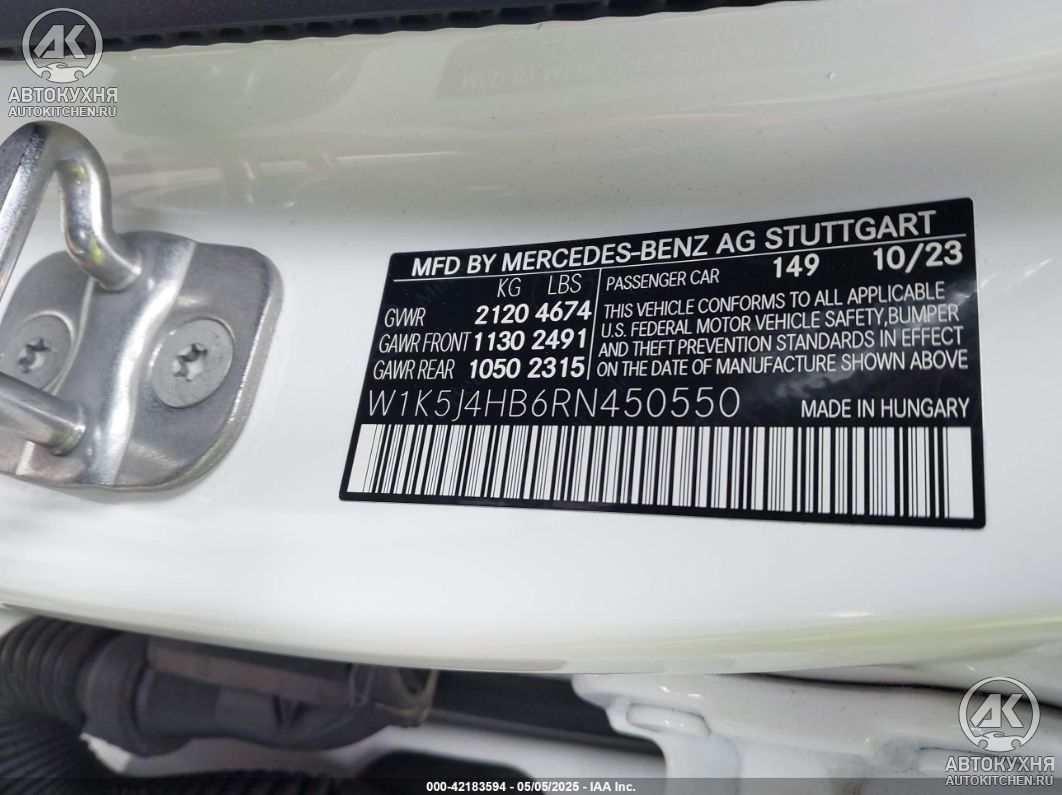 АВТОКУХНЯ
AUTOKITCHEN.RU
MFD BY MERCEDES-BENZ AG STUTTGART
KG LBS PASSENGER CAR 149 10/23
GVWR 2120 4674
GAWR FRONT 1130 2491
GAWR REAR 1050 2315
THIS VEHICLE CONFORMS TO ALL APPLICABLE
U.S. FEDERAL MOTOR VEHICLE SAFETY, BUMPER
AND THEFT PREVENTION STANDARDS IN EFFECT
ON THE DATE OF MANUFACTURE SHOWN ABOVE
W1K5J4HB6RN450550 MADE IN HUNGARY
АК
АВТОКУХНЯ
AUTOKITCHEN.RU
000-42183594 - 05/05/2025 - IAA Inc.